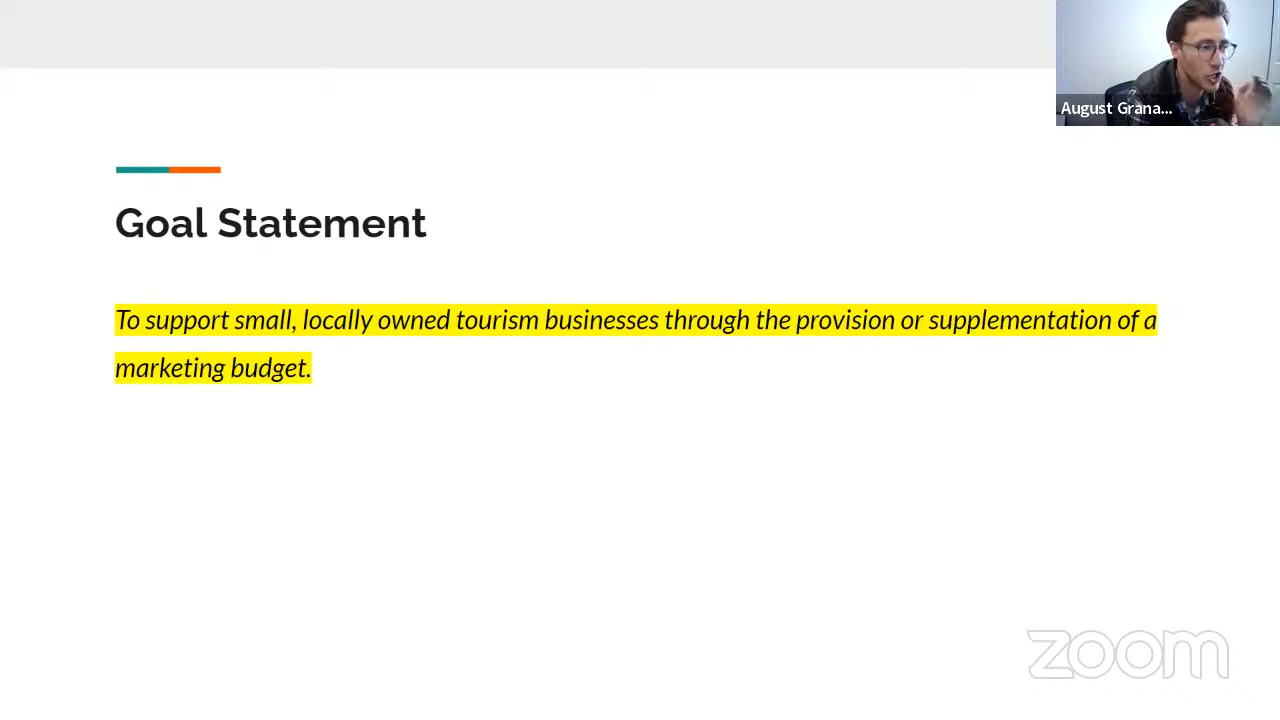 August Grana...
Goal Statement
To support small, locally owned tourism businesses through the provision or supplementation of a
marketing budget.
zoom